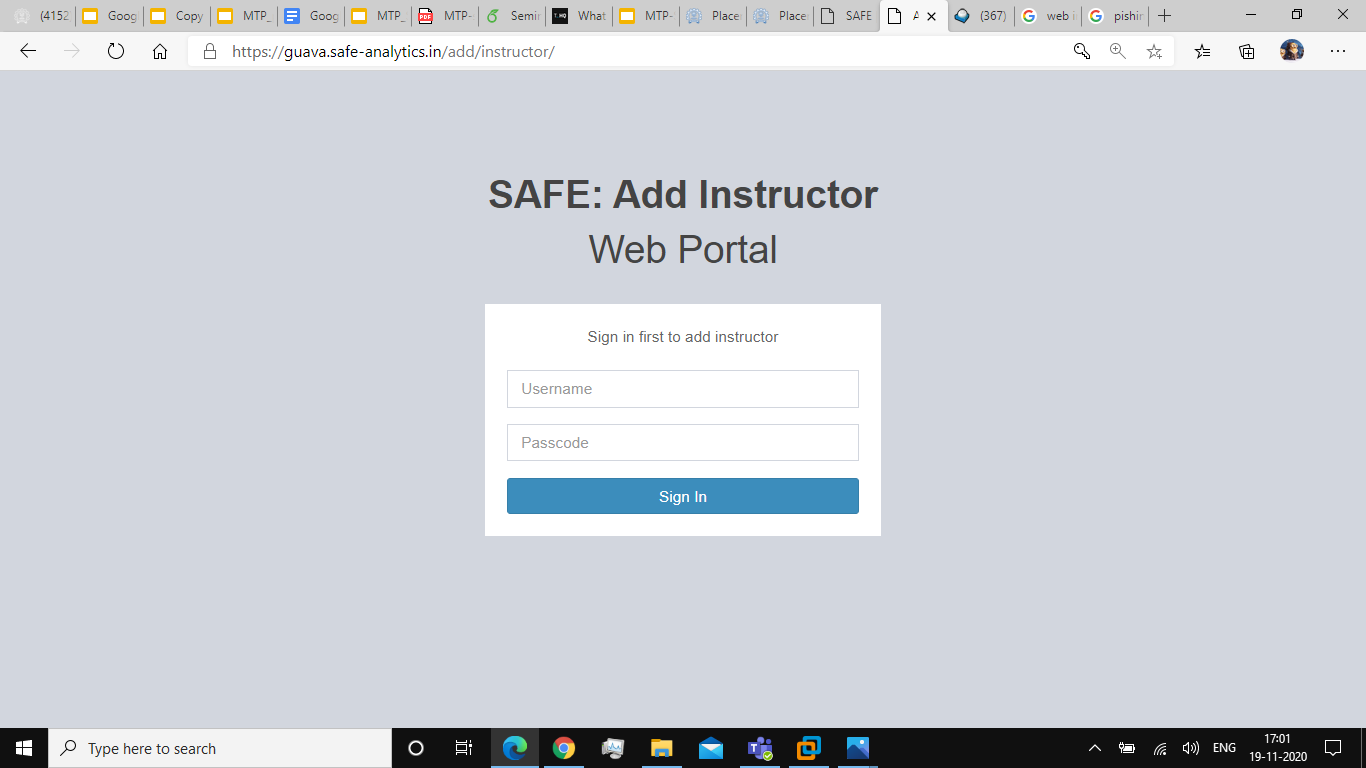 (4152 Goog Copy MTP_ MTP_ Goog MTP_ MTP- Semir What MTP- Place Place SAFE A (367) web i pishir
https://guava.safe-analytics.in/add/instructor/
SAFE: Add Instructor
Web Portal
Sign in first to add instructor
Username
Passcode
Sign In
Type here to search
ENG
17:01
19-11-2020